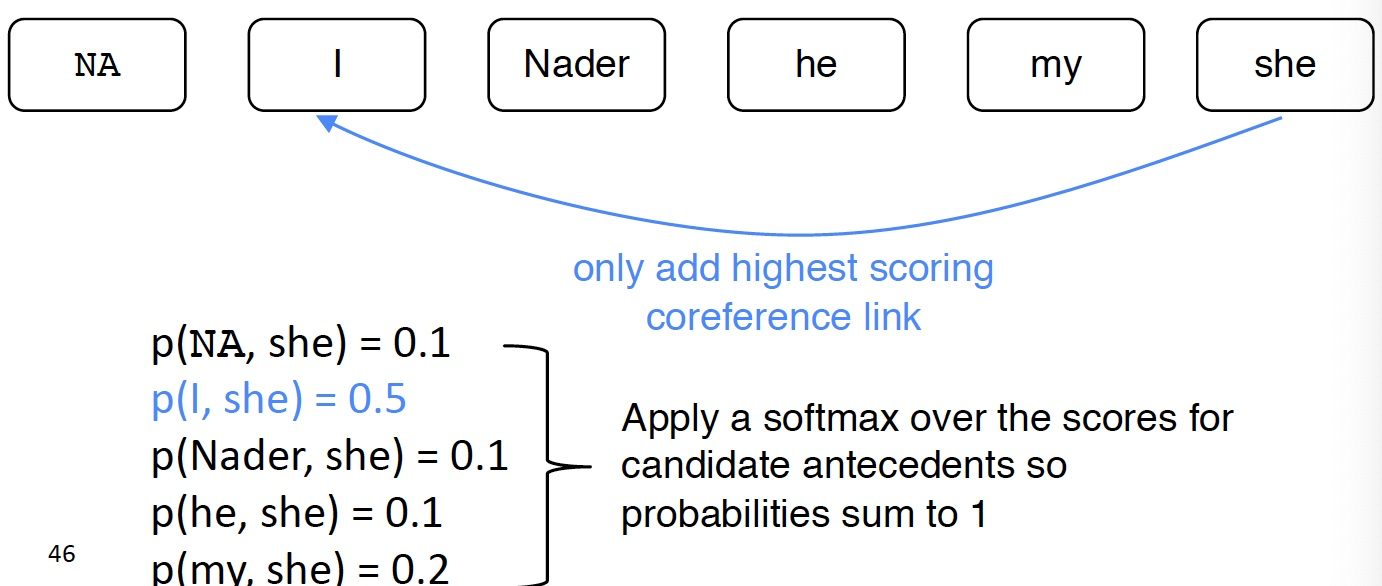 NA I Nader he my she
only add highest scoring
coreference link
p(NA, she) = 0.1
p(I, she) = 0.5
p(Nader, she) = 0.1
p(he, she) = 0.1
p(my, she) = 0.2
Apply a softmax over the scores for
candidate antecedents so
probabilities sum to 1
46